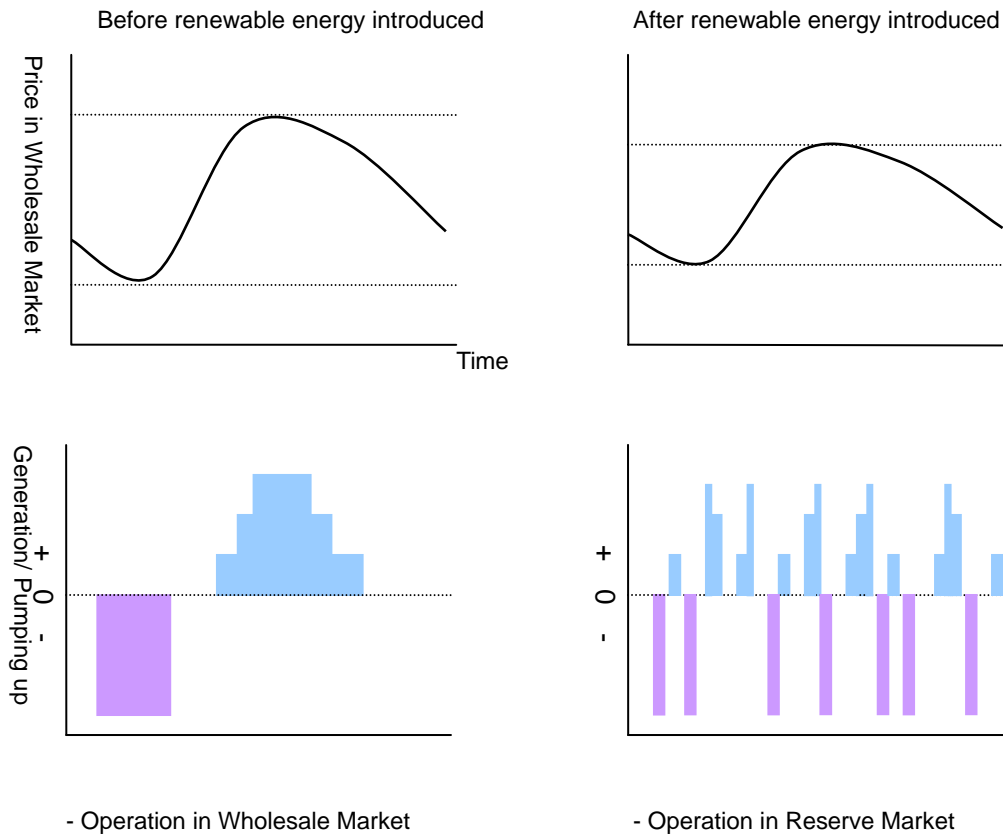 Before renewable energy introduced
After renewable energy introduced
Price in Wholesale Market
Time
Generation/ Pumping up
+
0
-
+
0
-
- Operation in Wholesale Market
- Operation in Reserve Market